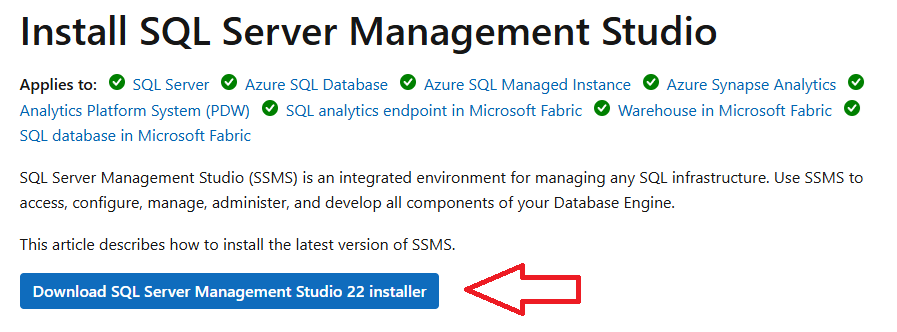 Install SQL Server Management Studio
Applies to: SQL Server Azure SQL Database Azure SQL Managed Instance Azure Synapse Analytics
Analytics Platform System (PDW) SQL analytics endpoint in Microsoft Fabric Warehouse in Microsoft Fabric
SQL database in Microsoft Fabric
SQL Server Management Studio (SSMS) is an integrated environment for managing any SQL infrastructure. Use SSMS to
access, configure, manage, administer, and develop all components of your Database Engine.
This article describes how to install the latest version of SSMS.
Download SQL Server Management Studio 22 installer